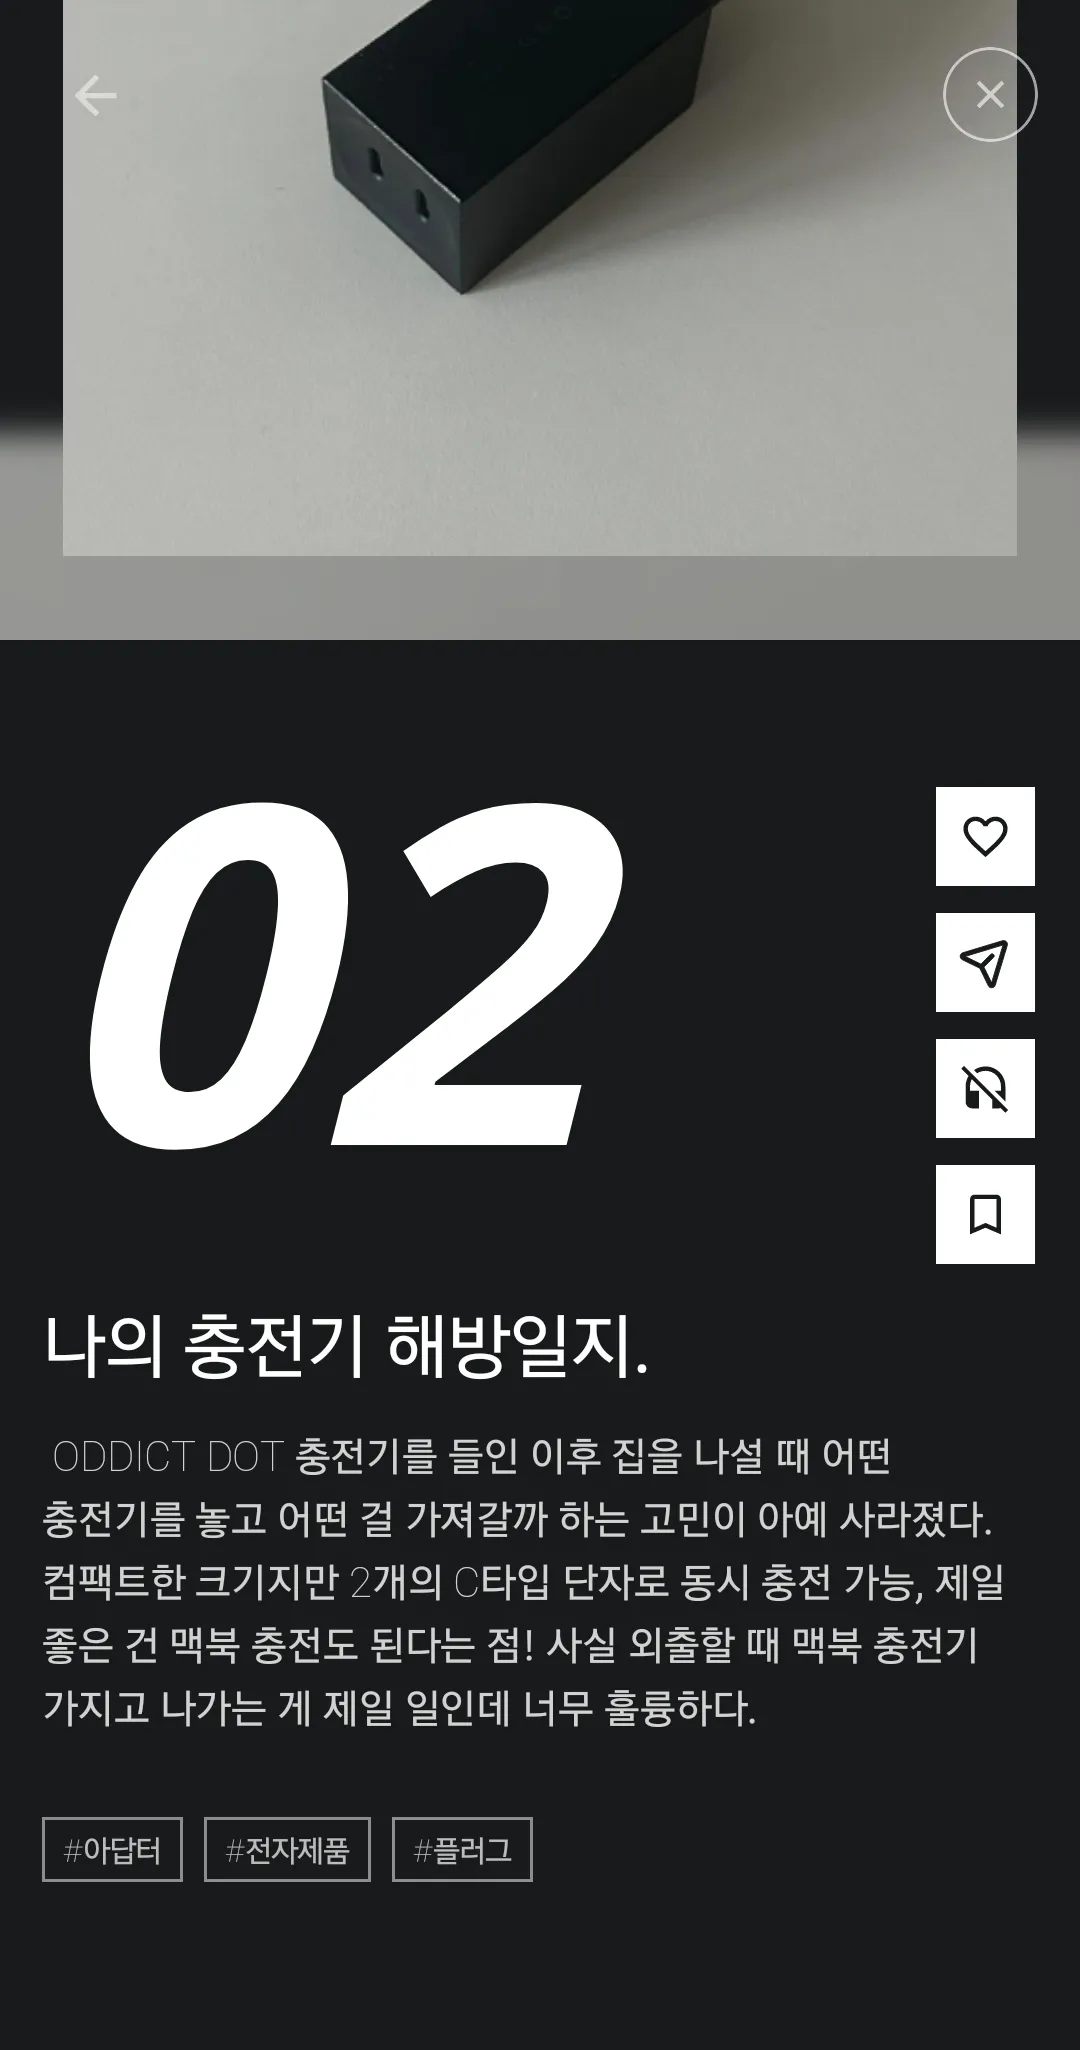 02
나의 충전기 해방일지.
ODDICT DOT 충전기를 들인 이후 집을 나설 때 어떤
충전기를 놓고 어떤 걸 가져갈까 하는 고민이 아예 사라졌다.
컴팩트한 크기지만 2개의 C타입 단자로 동시 충전 가능, 제일
좋은 건 맥북 충전도 된다는 점! 사실 외출할 때 맥북 충전기
가지고 나가는 게 제일 일인데 너무 훌륭하다.
#아답터 #전자제품 #플러그